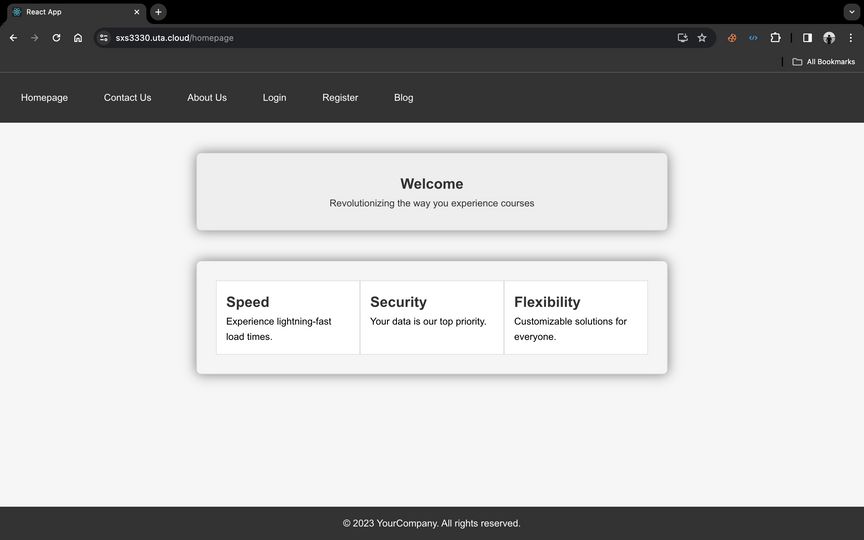 React App
sxs3330.uta.cloud/homepage
All Bookmarks
Homepage Contact Us About Us Login Register Blog
Welcome
Revolutionizing the way you experience courses
Speed
Experience lightning-fast
load times.
Security
Your data is our top priority.
Flexibility
Customizable solutions for
everyone.
© 2023 YourCompany. All rights reserved.